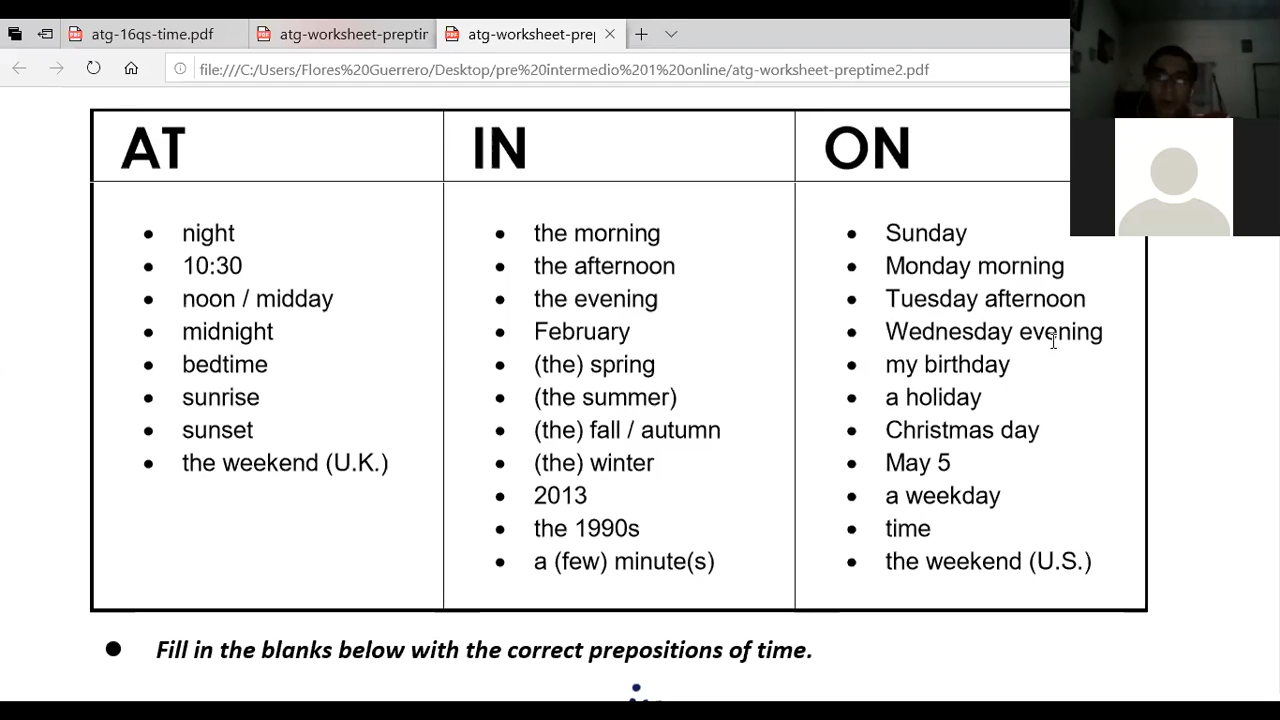 atg-16qs-time.pdf
atg-worksheet-preptir
atg-worksheet-prep
file:///C:/Users/Flores%20Guerrero/Desktop/pre%20intermedio%201%20online/atg-worksheet-preptime2.pdf
AT
IN
ON
night
10:30
noon / midday
midnight
bedtime
sunrise
sunset
the weekend (U.K.)
the morning
the afternoon
the evening
February
(the) spring
(the summer)
(the) fall / autumn
(the) winter
2013
the 1990s
a (few) minute(s)
Sunday
Monday morning
Tuesday afternoon
Wednesday evening
my birthday
a holiday
Christmas day
May 5
a weekday
time
the weekend (U.S.)
Fill in the blanks below with the correct prepositions of time.